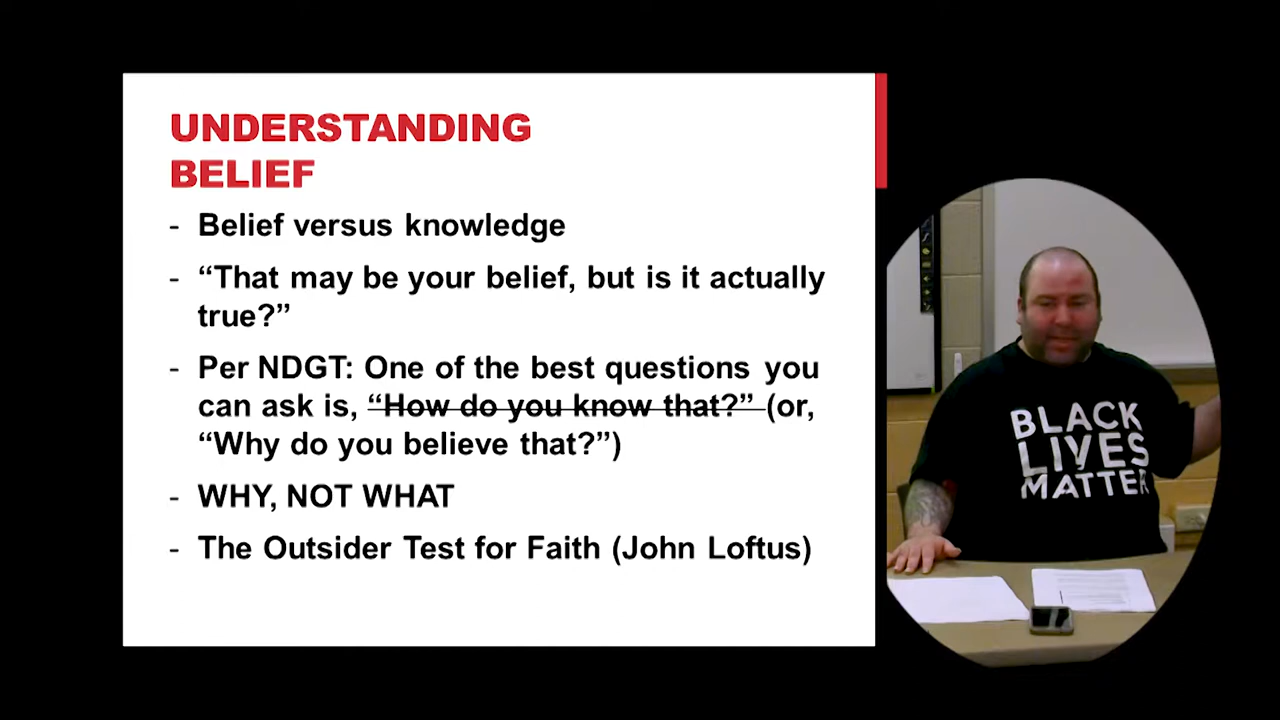 UNDERSTANDING
BELIEF
- Belief versus knowledge
- “That may be your belief, but is it actually
true?”
- Per NDGT: One of the best questions you
can ask is, “How do you know that?” (or,
“Why do you believe that?”)
- WHY, NOT WHAT
- The Outsider Test for Faith (John Loftus)
BLACK
LIVES
MATTER